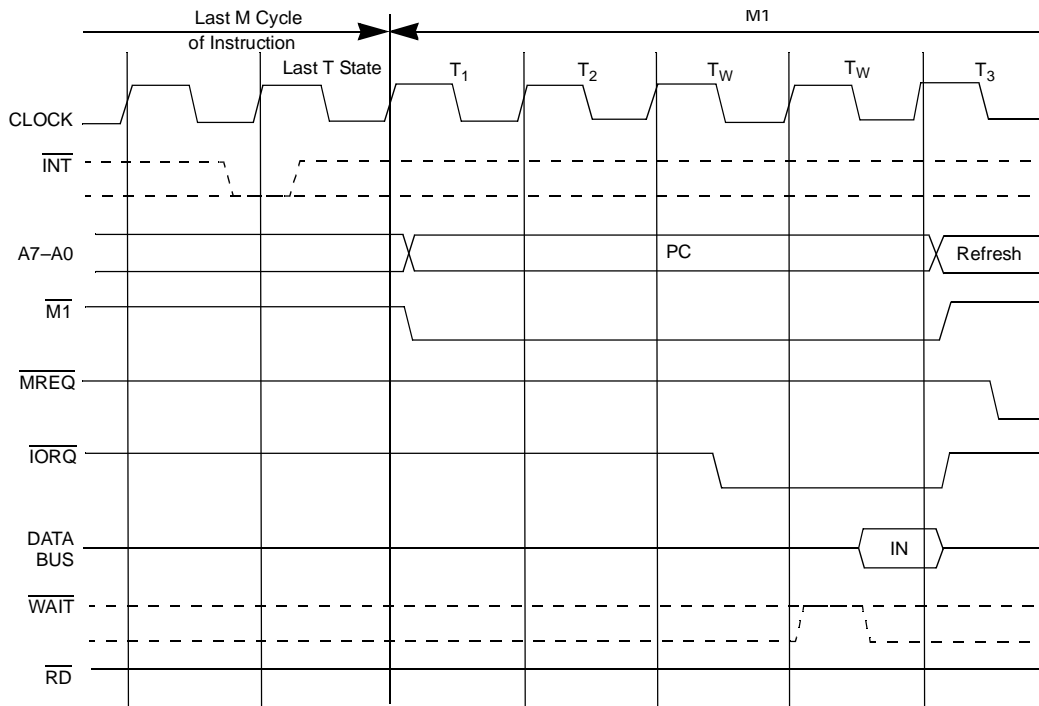 Last M Cycle
of Instruction
M1
Last T State
T1
T2
TW
TW
T3
CLOCK
INT
A7–A0
PC
Refresh
M1
MREQ
IORQ
DATA
BUS
IN
WAIT
RD